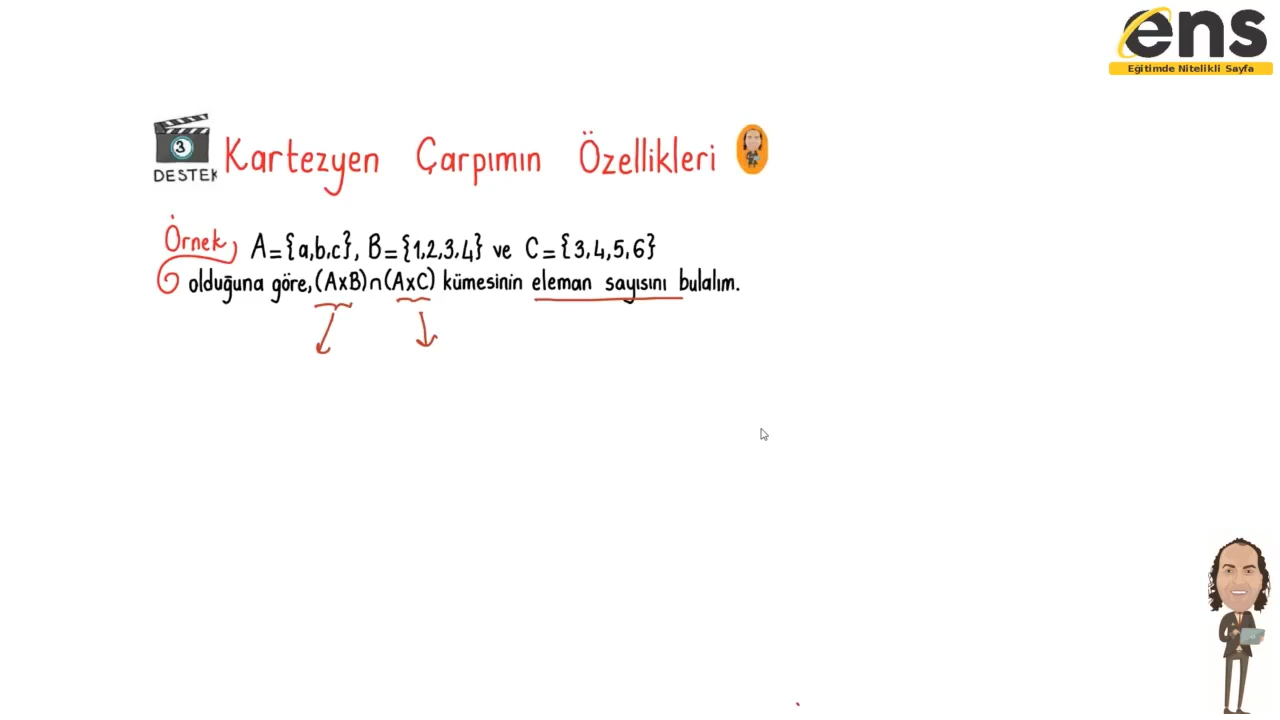 ens
Eğitimde Nitelikli Sayfa
3
DESTEK
Kartezyen Çarpımın Özellikleri
Örnek, A={a,b,c}, B={1,2,3,4} ve C={3,4,5,6}
olduğuna göre, (AxB)∩(AxC) kümesinin eleman sayısını bulalım.